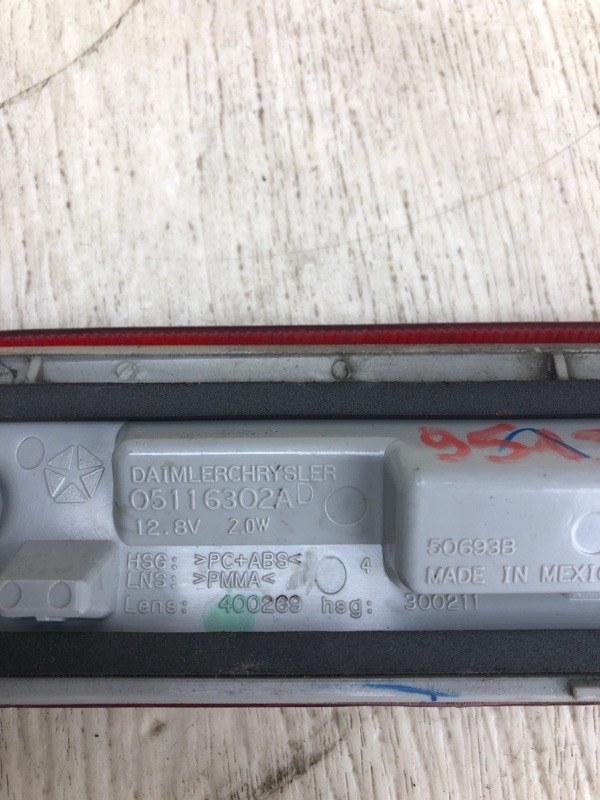 DAIMLERCHRYSLER
05116302AD
12.8V 2.0W
HSG: >PC+ABS<
LNS: >PMMA<
4
Lens: 400269 hsg: 300211
50693B
MADE IN MEXICO